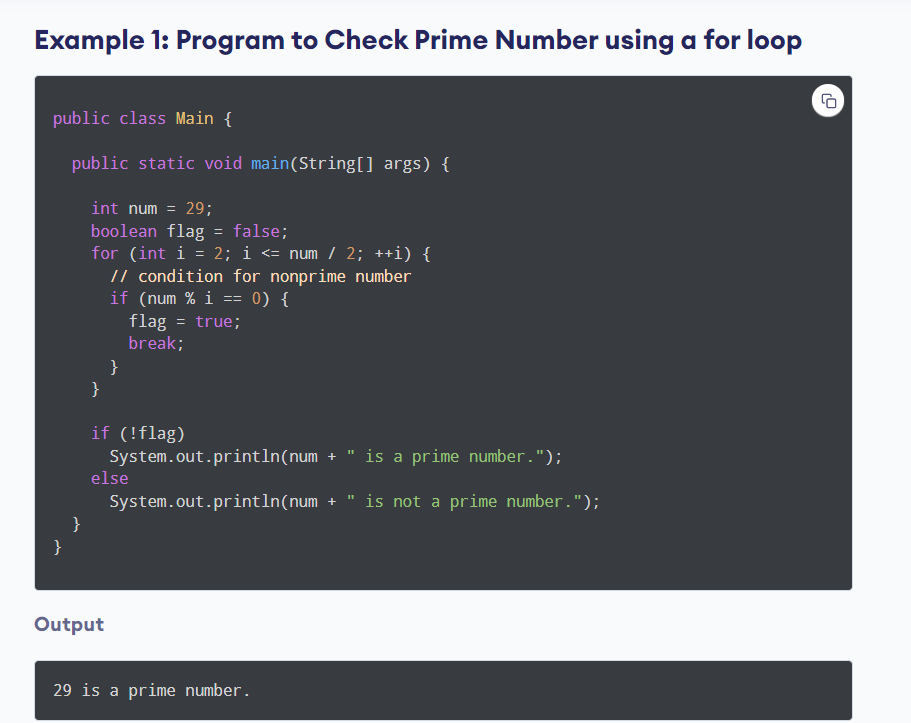 Example 1: Program to Check Prime Number using a for loop
public class Main {
  public static void main(String[] args) {
    int num = 29;
    boolean flag = false;
    for (int i = 2; i <= num / 2; ++i) {
      // condition for nonprime number
      if (num % i == 0) {
        flag = true;
        break;
      }
    }
    if (!flag)
      System.out.println(num + " is a prime number.");
    else
      System.out.println(num + " is not a prime number.");
  }
}
Output
29 is a prime number.